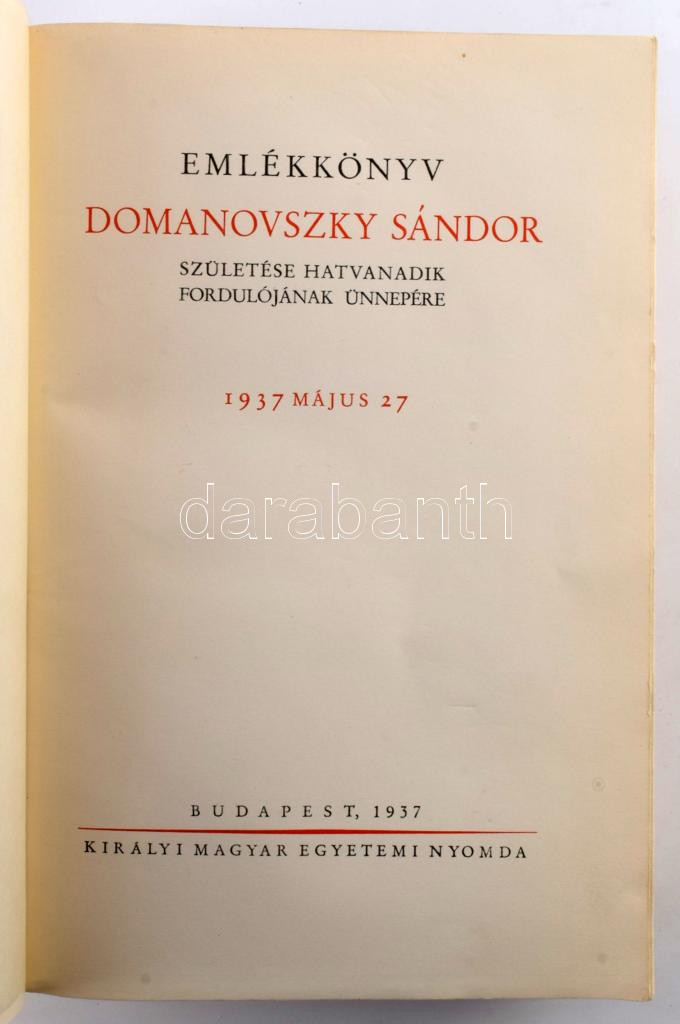 EMLÉKKÖNYV
DOMANOVSZKY SÁNDOR
SZÜLETÉSE HATVANADIK
FORDULÓJÁNAK ÜNNEPÉRE
1937 MÁJUS 27
darabanth
BUDAPEST, 1937
KIRÁLYI MAGYAR EGYETEMI NYOMDA